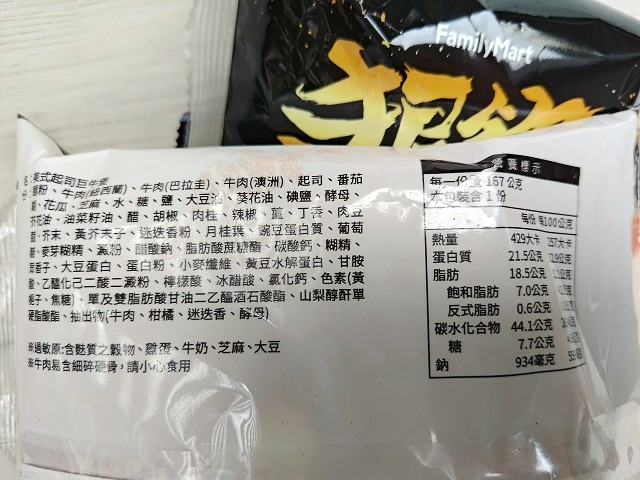 FamilyMart
美式起司巨牛堡
麵粉、牛肉(紐西蘭)、牛肉(巴拉圭)、牛肉(澳洲)、起司、番茄
、花瓜、芝麻、水、糖、鹽、大豆油、葵花油、碘鹽、酵母、
芥花油、油菜籽油、醋、胡椒、肉桂、辣椒、薑、丁香、肉豆
、芥末、黃芥末子、迷迭香粉、月桂葉、豌豆蛋白質、葡萄
、麥芽糊精、澱粉、醋酸鈉、脂肪酸蔗糖酯、碳酸鈣、糊精、
茴香子、大豆蛋白、蛋白粉、小麥纖維、黃豆水解蛋白、甘胺
酸、乙醯化己二酸二澱粉、檸檬酸、冰醋酸、氯化鈣、色素(黃
梔子、焦糖)、單及雙脂肪酸甘油二乙醯酒石酸酯、山梨醇酐單
硬脂酸酯、抽出物(牛肉、柑橘、迷迭香、酵母)
※過敏原:含麩質之穀物、雞蛋、牛奶、芝麻、大豆
※牛肉易含細碎硬骨，請小心食用
營養標示
每一份量 167公克
本包裝含 1份
每份 每100公克
熱量 429大卡 257大卡
蛋白質 21.5公克
脂肪 18.5公克
飽和脂肪 7.0公克
反式脂肪 0.6公克
碳水化合物 44.1公克
糖 7.7公克
鈉 934毫克